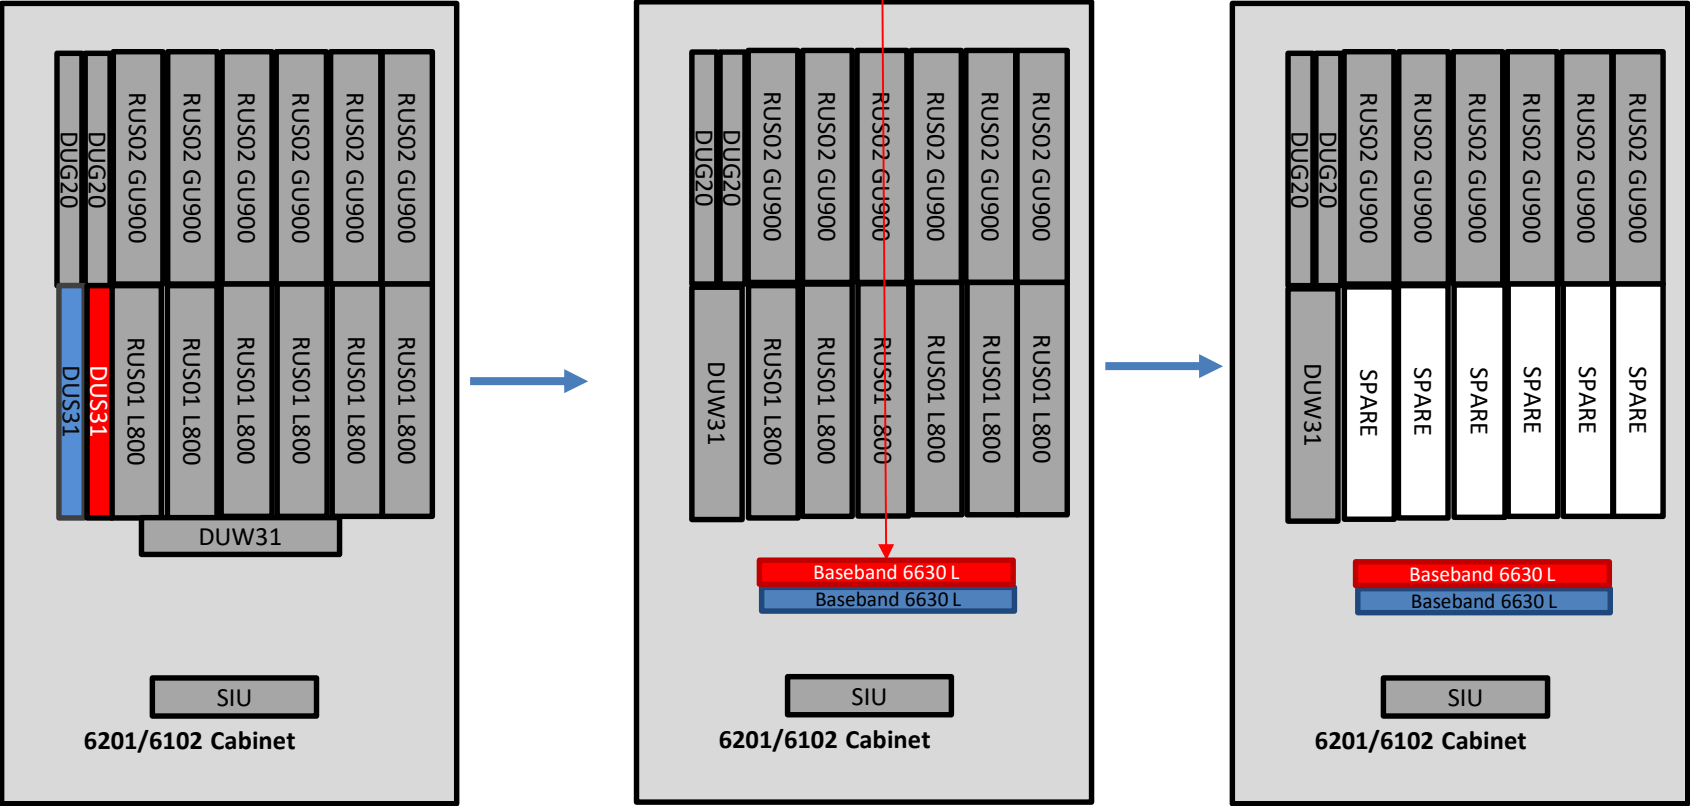 DUG20
DUG20
RUS02 GU900
RUS02 GU900
RUS02 GU900
RUS02 GU900
RUS02 GU900
RUS02 GU900
DUS31
DUS31
RUS01 L800
RUS01 L800
RUS01 L800
RUS01 L800
RUS01 L800
RUS01 L800
DUW31
SIU
6201/6102 Cabinet
DUG20
DUG20
RUS02 GU900
RUS02 GU900
RUS02 GU900
RUS02 GU900
RUS02 GU900
RUS02 GU900
DUW31
RUS01 L800
RUS01 L800
RUS01 L800
RUS01 L800
RUS01 L800
RUS01 L800
Baseband 6630 L
Baseband 6630 L
SIU
6201/6102 Cabinet
DUG20
DUG20
RUS02 GU900
RUS02 GU900
RUS02 GU900
RUS02 GU900
RUS02 GU900
RUS02 GU900
DUW31
SPARE
SPARE
SPARE
SPARE
SPARE
SPARE
Baseband 6630 L
Baseband 6630 L
SIU
6201/6102 Cabinet